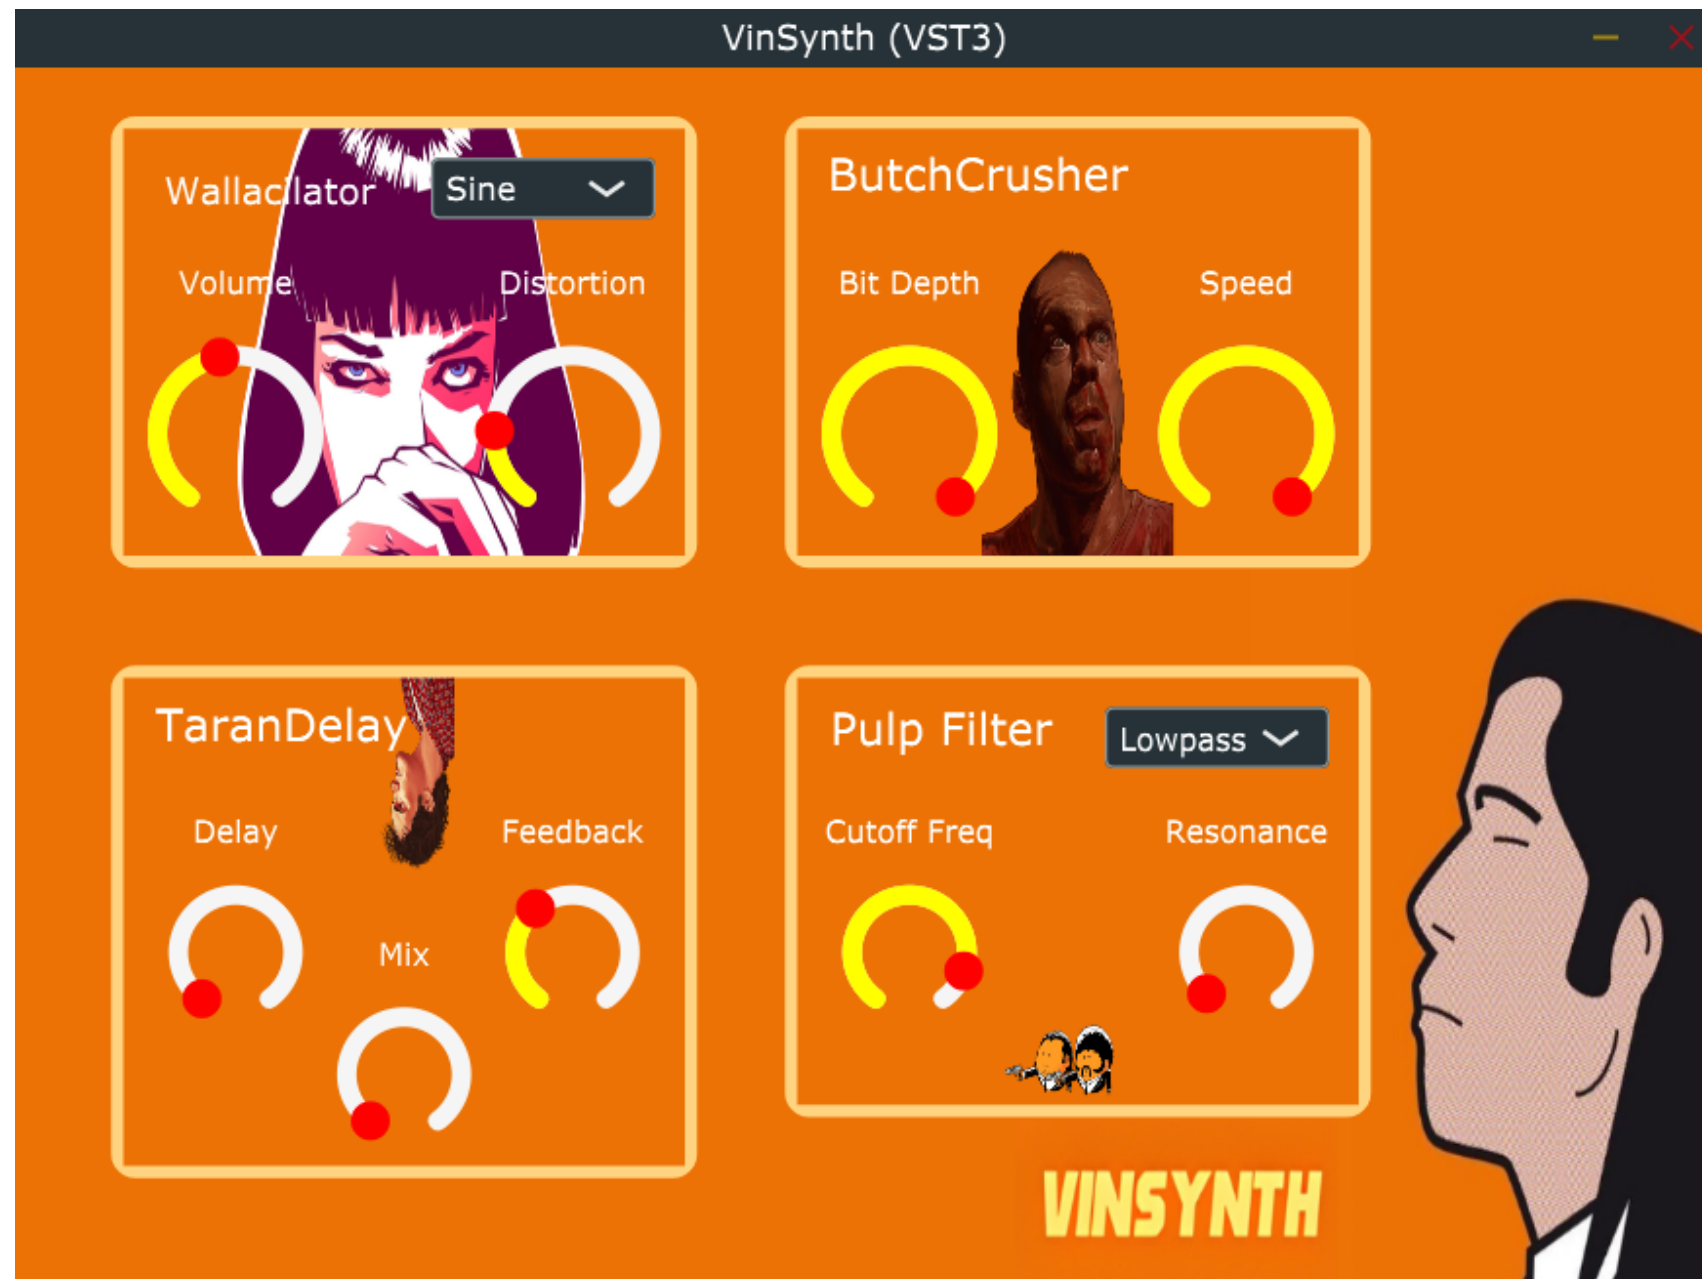 VinSynth (VST3)
Wallacilator
Sine
Volume
Distortion
ButchCrusher
Bit Depth
Speed
TaranDelay
Delay
Feedback
Mix
Pulp Filter
Lowpass
Cutoff Freq
Resonance
VINSYNTH